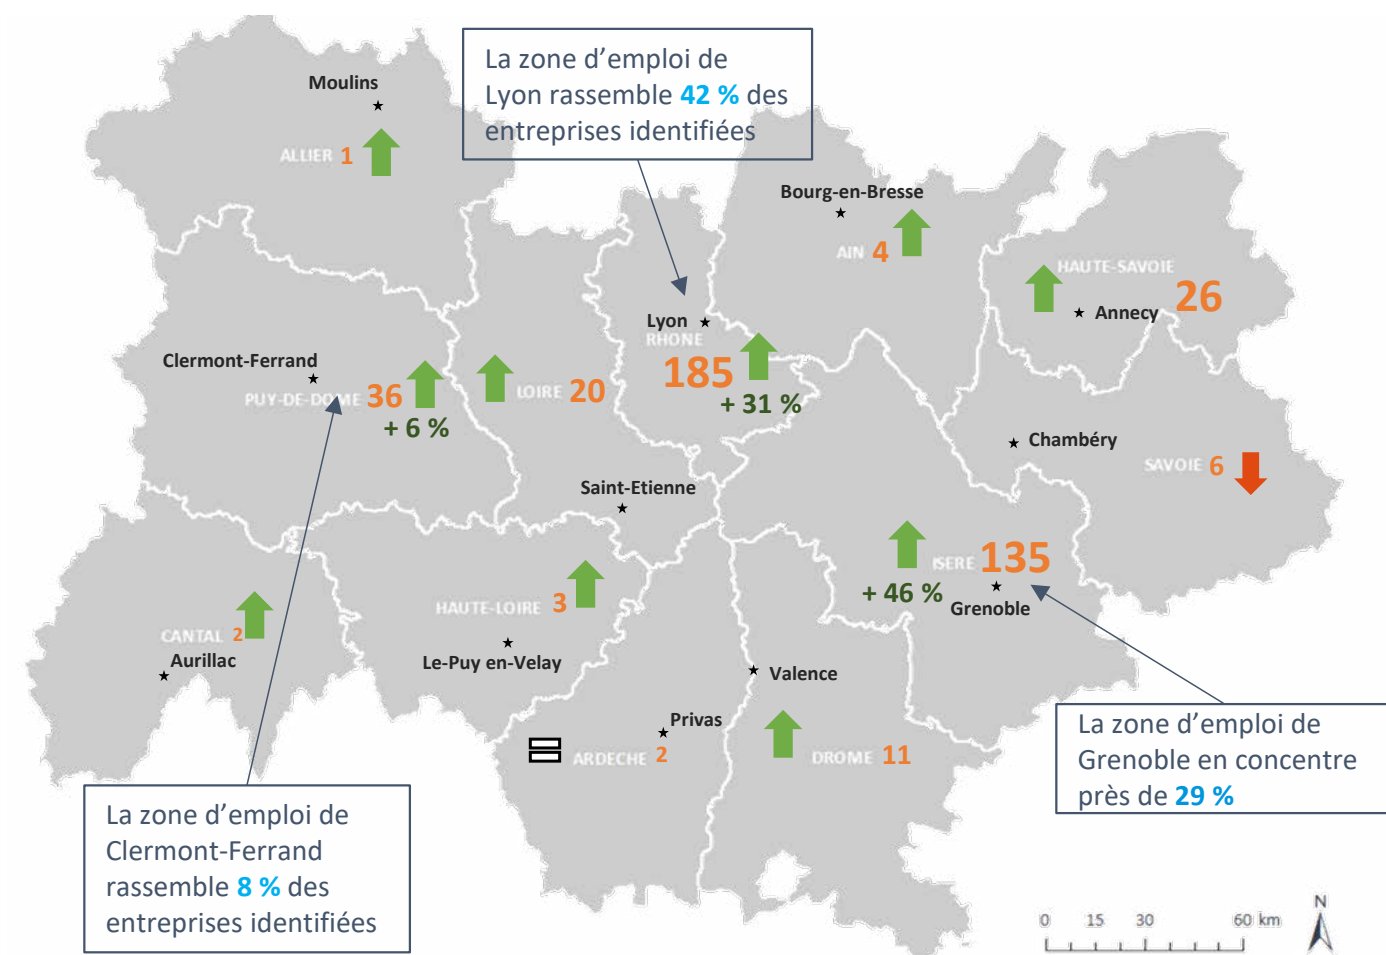 La zone d’emploi de
Lyon rassemble 42 % des
entreprises identifiées
Moulins
ALLIER 1
Bourg-en-Bresse
AIN 4
HAUTE-SAVOIE
26
Annecy
Lyon
RHONE
185
+ 31 %
Clermont-Ferrand
PUY-DE-DOME 36
+ 6 %
LOIRE 20
Chambéry
SAVOIE 6
Saint-Etienne
ISERE 135
+ 46 %
Grenoble
HAUTE-LOIRE 3
Le-Puy en-Velay
CANTAL 2
Aurillac
Valence
Privas
ARDECHE 2
DROME 11
La zone d’emploi de
Grenoble en concentre
près de 29 %
La zone d’emploi de
Clermont-Ferrand
rassemble 8 % des
entreprises identifiées
N
0 15 30 60 km